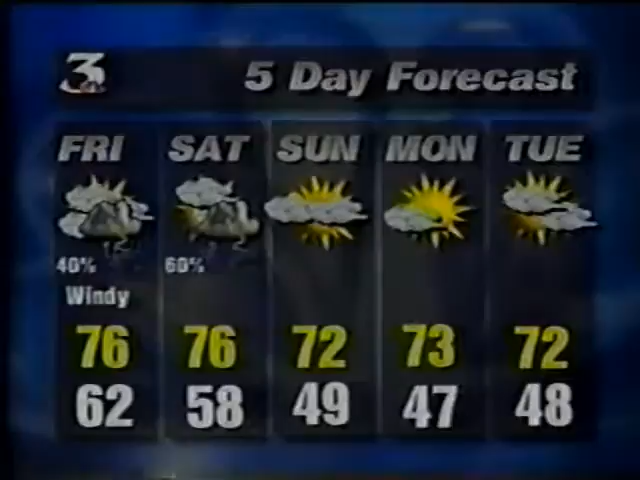 3
5 Day Forecast
FRI SAT SUN MON TUE
40% 60%
Windy
76 76 72 73 72
62 58 49 47 48